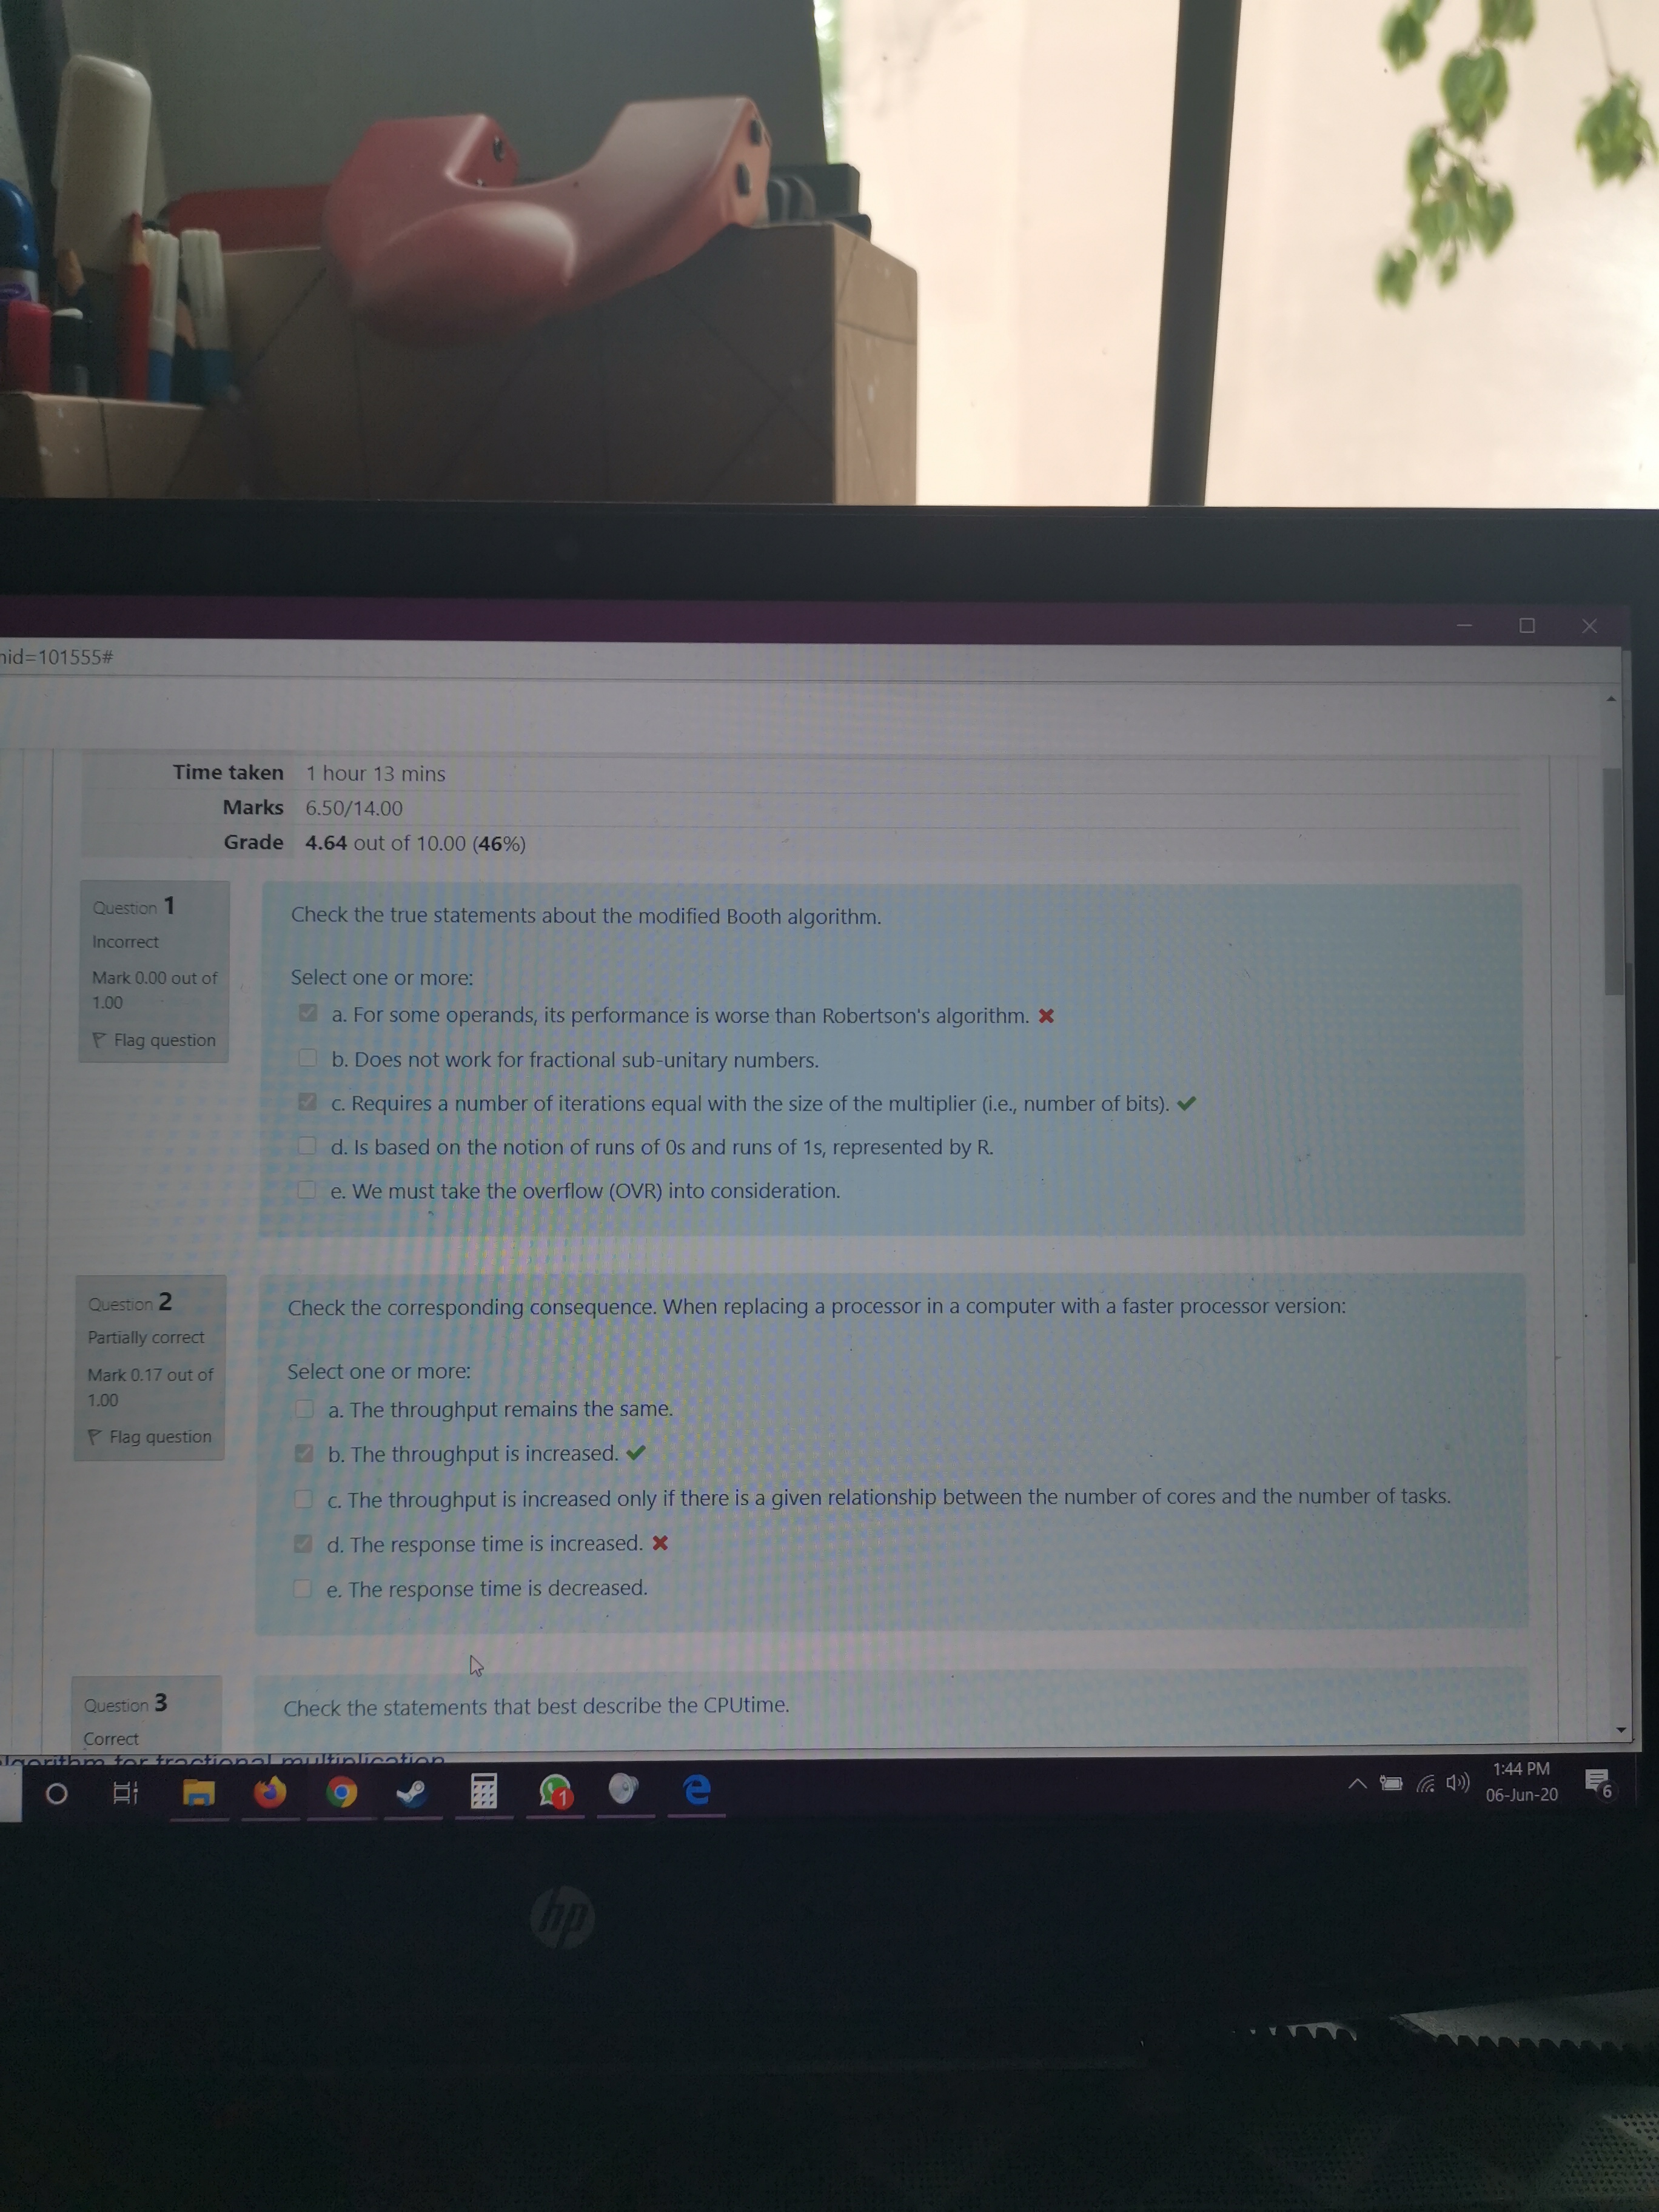 nid=101555#
Time taken 1 hour 13 mins
Marks 6.50/14.00
Grade 4.64 out of 10.00 (46%)
Question 1
Incorrect
Mark 0.00 out of
1.00
Flag question
Check the true statements about the modified Booth algorithm.
Select one or more:
a. For some operands, its performance is worse than Robertson's algorithm.
b. Does not work for fractional sub-unitary numbers.
c. Requires a number of iterations equal with the size of the multiplier (i.e., number of bits).
d. Is based on the notion of runs of 0s and runs of 1s, represented by R.
e. We must take the overflow (OVR) into consideration.
Question 2
Partially correct
Mark 0.17 out of
1.00
Flag question
Check the corresponding consequence. When replacing a processor in a computer with a faster processor version:
Select one or more:
a. The throughput remains the same.
b. The throughput is increased.
c. The throughput is increased only if there is a given relationship between the number of cores and the number of tasks.
d. The response time is increased.
e. The response time is decreased.
Question 3
Correct
Check the statements that best describe the CPUtime.
lgorithm for fractional multiplication
1
1:44 PM
06-Jun-20
6
hp